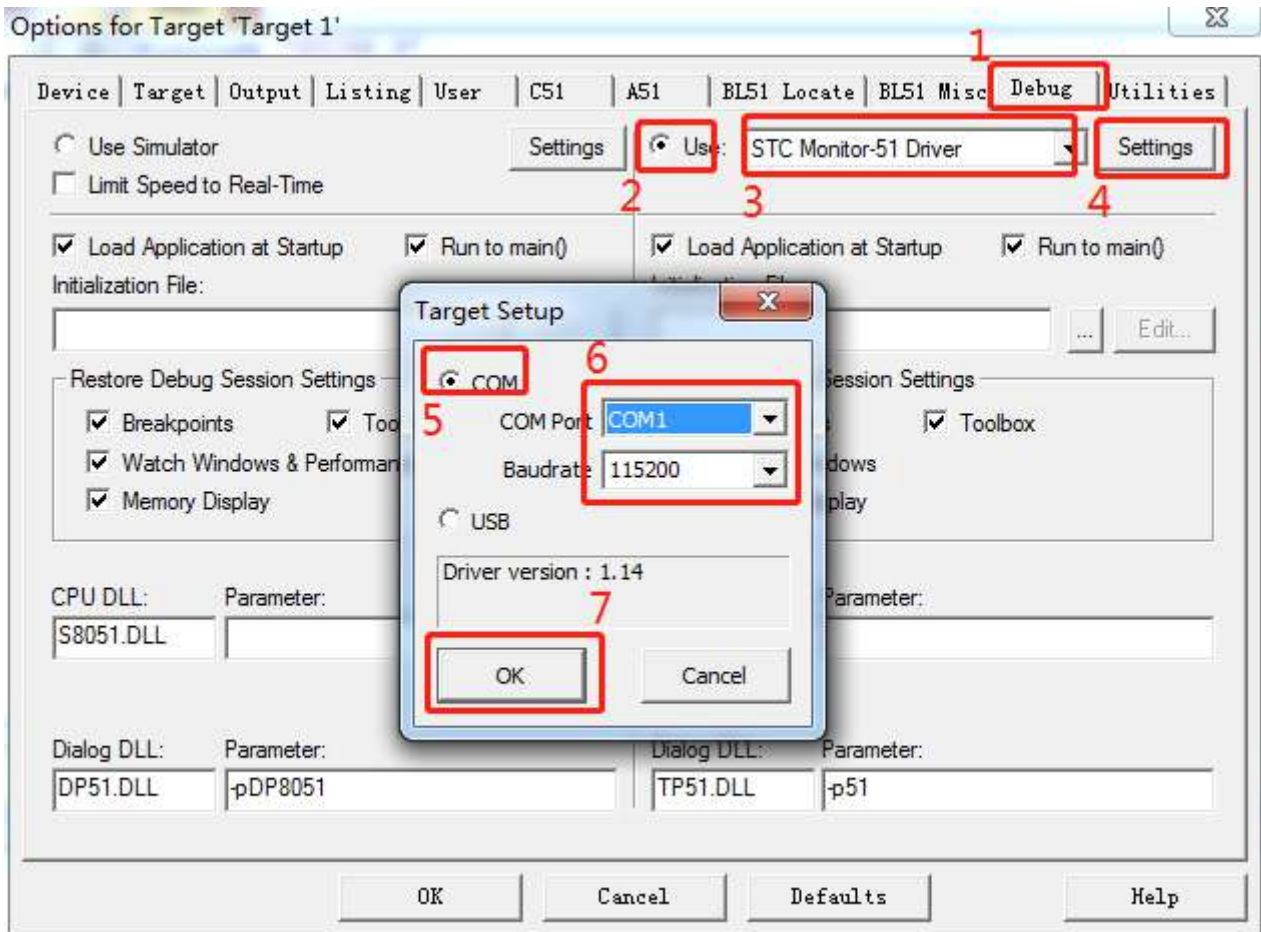 Options for Target 'Target 1'
1
Device Target Output Listing User C51 A51 BL51 Locate BL51 Misc Debug Utilities
Use Simulator Settings Use: STC Monitor-51 Driver Settings
Limit Speed to Real-Time
2 3 4
Load Application at Startup Run to main() Load Application at Startup Run to main()
Initialization File:
... Edit...
Target Setup
Restore Debug Session Settings Session Settings
Breakpoints Too Toolbox
Watch Windows & Performan dows
Memory Display play
COM
5 6
COM Port COM1
Baudrate 115200
USB
Driver version : 1.14
7
OK Cancel
CPU DLL: Parameter: Parameter:
S8051.DLL
Dialog DLL: Parameter: Dialog DLL: Parameter:
DP51.DLL -pDP8051 TP51.DLL -p51
OK Cancel Defaults Help